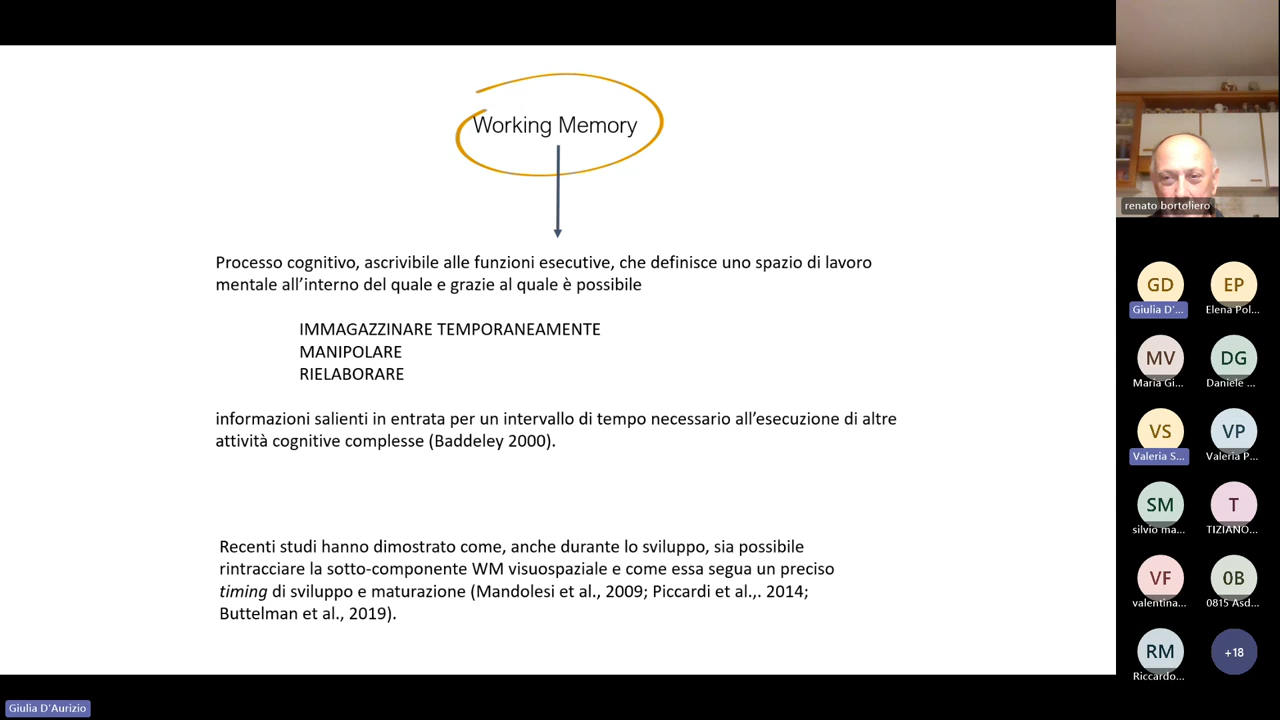 Working Memory
Processo cognitivo, ascrivibile alle funzioni esecutive, che definisce uno spazio di lavoro
mentale all’interno del quale e grazie al quale è possibile
IMMAGAZZINARE TEMPORANEAMENTE
MANIPOLARE
RIELABORARE
informazioni salienti in entrata per un intervallo di tempo necessario all’esecuzione di altre
attività cognitive complesse (Baddeley 2000).
Recenti studi hanno dimostrato come, anche durante lo sviluppo, sia possibile
rintracciare la sotto-componente WM visuospaziale e come essa segua un preciso
timing di sviluppo e maturazione (Mandolesi et al., 2009; Piccardi et al.,. 2014;
Buttelman et al., 2019).
renato bortoliero
GD EP
Giulia D'... Elena Pol...
MV DG
Maria Gi... Daniele ...
VS VP
Valeria S... Valeria P...
SM T
silvio ma... TIZIANO...
VF 0B
valentina... 0815 Asd...
RM +18
Riccardo...
Giulia D'Aurizio